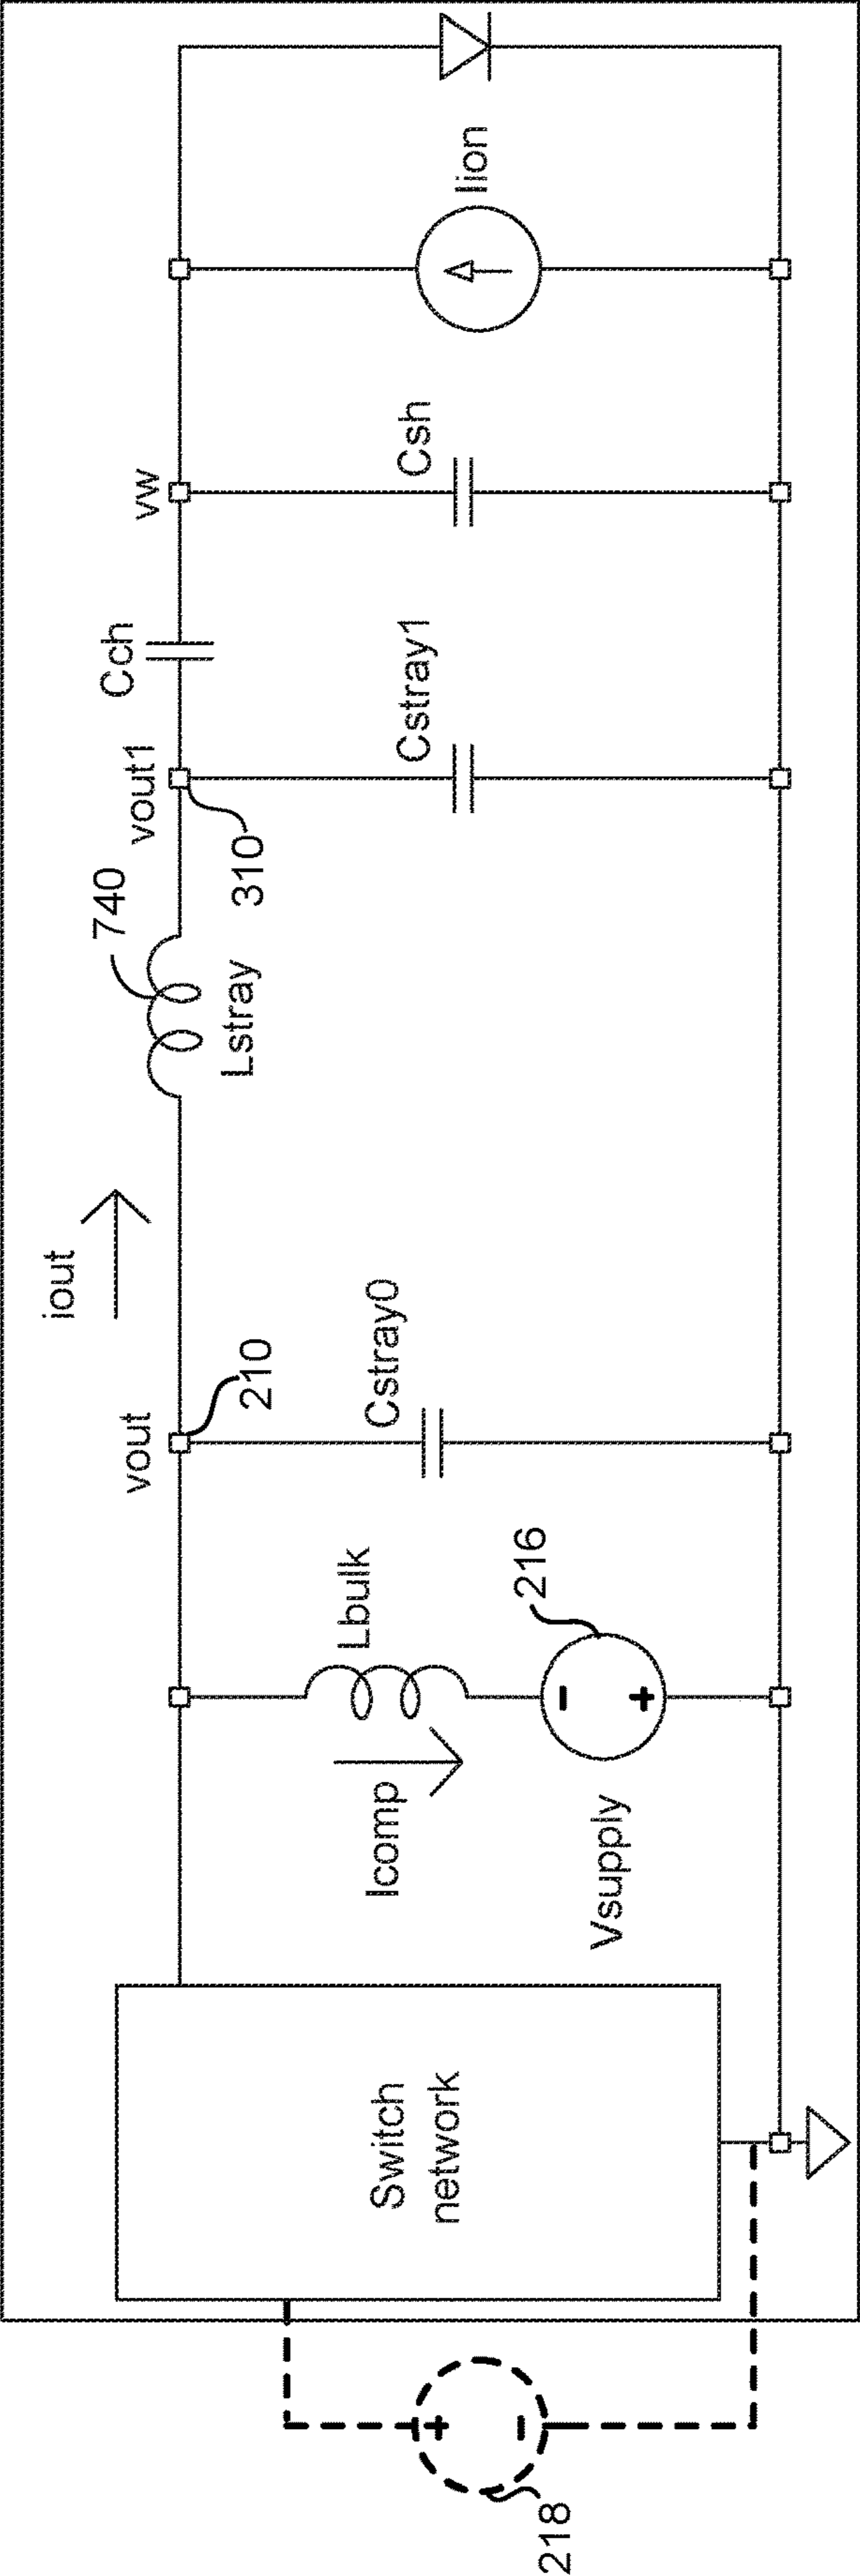 218
+
-
Switch
network
Icomp
Lbulk
Vsupply
-
+
216
vout
210
Cstray0
iout
740
Lstray
vout1
310
Cstray1
Cch
vw
Csh
Iion